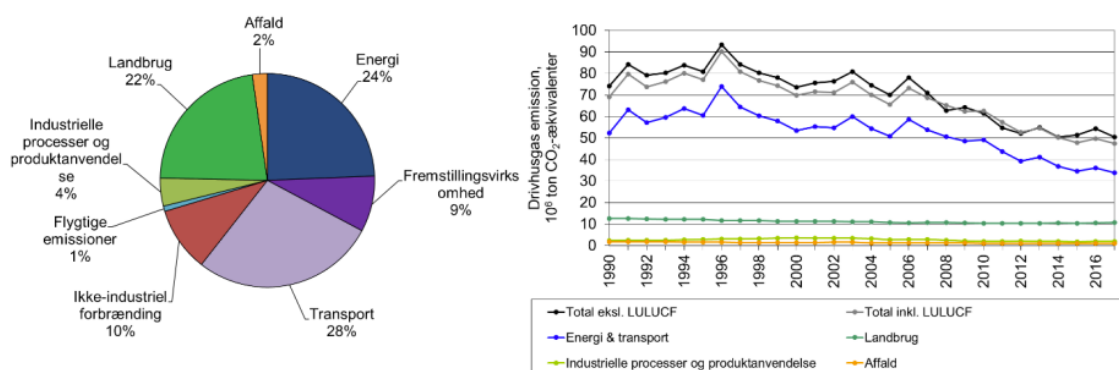 Affald
2%
Energi
24%
Landbrug
22%
Industrielle
processer og
produktanvendel
se
4%
Fremstillingsvirks
omhed
9%
Flygtige
emissioner
1%
Ikke-industriel
forbrænding
10%
Transport
28%
Drivhusgas emission,
10⁶ ton CO₂-ækvivalenter
100
90
80
70
60
50
40
30
20
10
0
1990
1992
1994
1996
1998
2000
2002
2004
2006
2008
2010
2012
2014
2016
Total eksl. LULUCF
Total inkl. LULUCF
Energi & transport
Landbrug
Industrielle processer og produktanvendelse
Affald